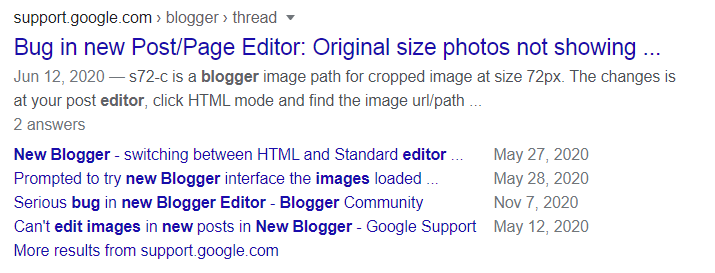 support.google.com › blogger › thread
Bug in new Post/Page Editor: Original size photos not showing ...
Jun 12, 2020 — s72-c is a blogger image path for cropped image at size 72px. The changes is
at your post editor, click HTML mode and find the image url/path ...
2 answers
New Blogger - switching between HTML and Standard editor ... May 27, 2020
Prompted to try new Blogger interface the images loaded ... May 28, 2020
Serious bug in new Blogger Editor - Blogger Community Nov 7, 2020
Can't edit images in new posts in New Blogger - Google Support May 12, 2020
More results from support.google.com